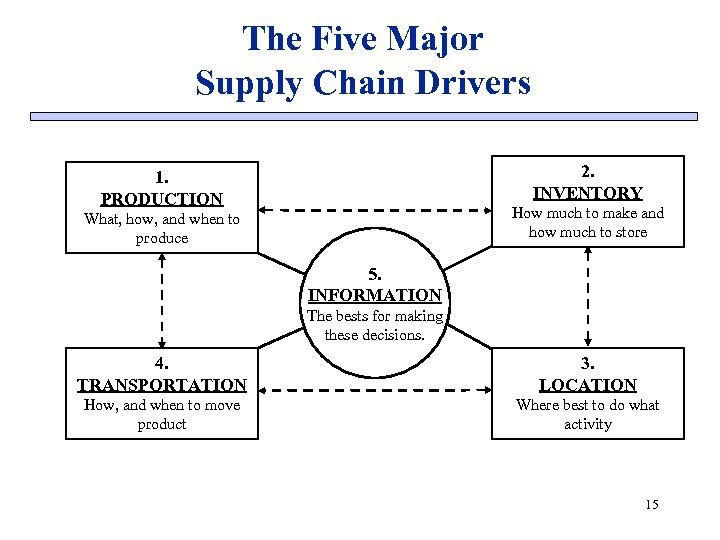 The Five Major
Supply Chain Drivers
1.
PRODUCTION
What, how, and when to
produce
2.
INVENTORY
How much to make and
how much to store
5.
INFORMATION
The bests for making
these decisions.
4.
TRANSPORTATION
How, and when to move
product
3.
LOCATION
Where best to do what
activity
15